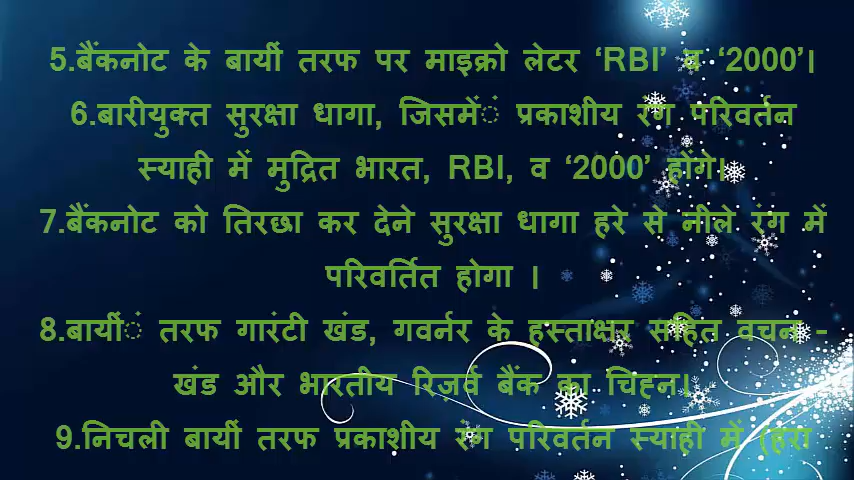 5.बैंकनोट के बायीं तरफ पर माइक्रो लेटर ‘RBI’ व ‘2000’।
6.बारीयुक्त सुरक्षा धागा, जिसमेंं प्रकाशीय रंग परिवर्तन
स्याही में मुद्रित भारत, RBI, व ‘2000’ होंगे।
7.बैंकनोट को तिरछा कर देने सुरक्षा धागा हरे से नीले रंग में
परिवर्तित होगा ।
8.बायींं तरफ गारंटी खंड, गवर्नर के हस्ताक्षर सहित वचन -
खंड और भारतीय रिजर्व बैंक का चिह्न।
9.निचली बायीं तरफ प्रकाशीय रंग परिवर्तन स्याही में (हरा